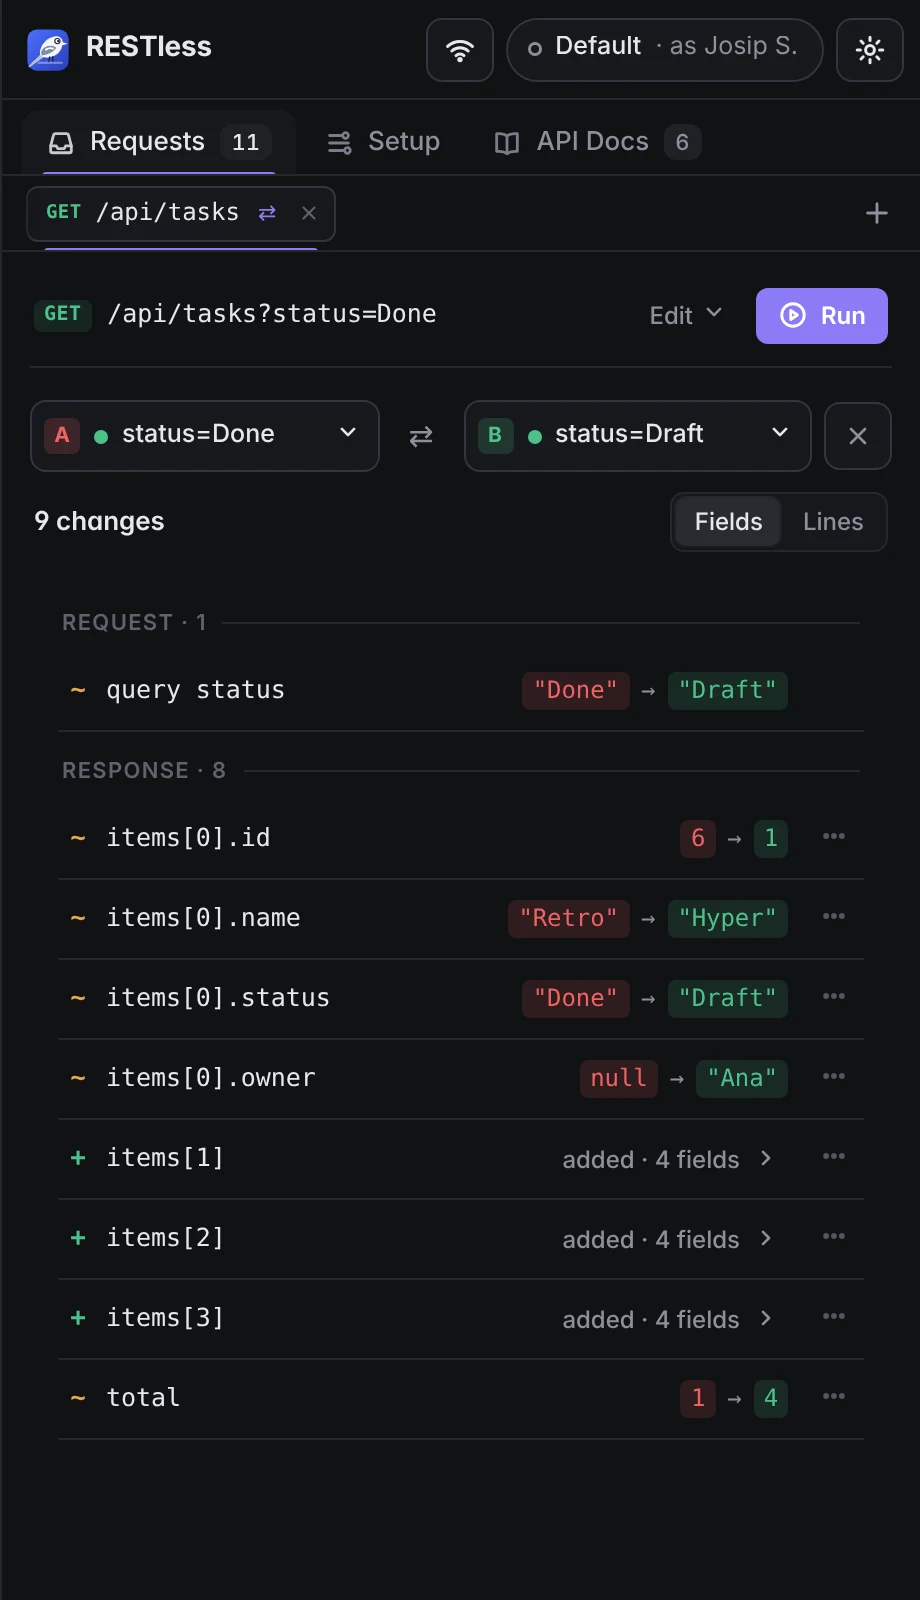 RESTless
Default · as Josip S.
Requests 11
Setup
API Docs 6
GET /api/tasks
GET /api/tasks?status=Done
Edit
Run
A status=Done
B status=Draft
9 changes
Fields
Lines
REQUEST · 1
~ query status "Done" → "Draft"
RESPONSE · 8
~ items[0].id 6 → 1
~ items[0].name "Retro" → "Hyper"
~ items[0].status "Done" → "Draft"
~ items[0].owner null → "Ana"
+ items[1] added · 4 fields
+ items[2] added · 4 fields
+ items[3] added · 4 fields
~ total 1 → 4